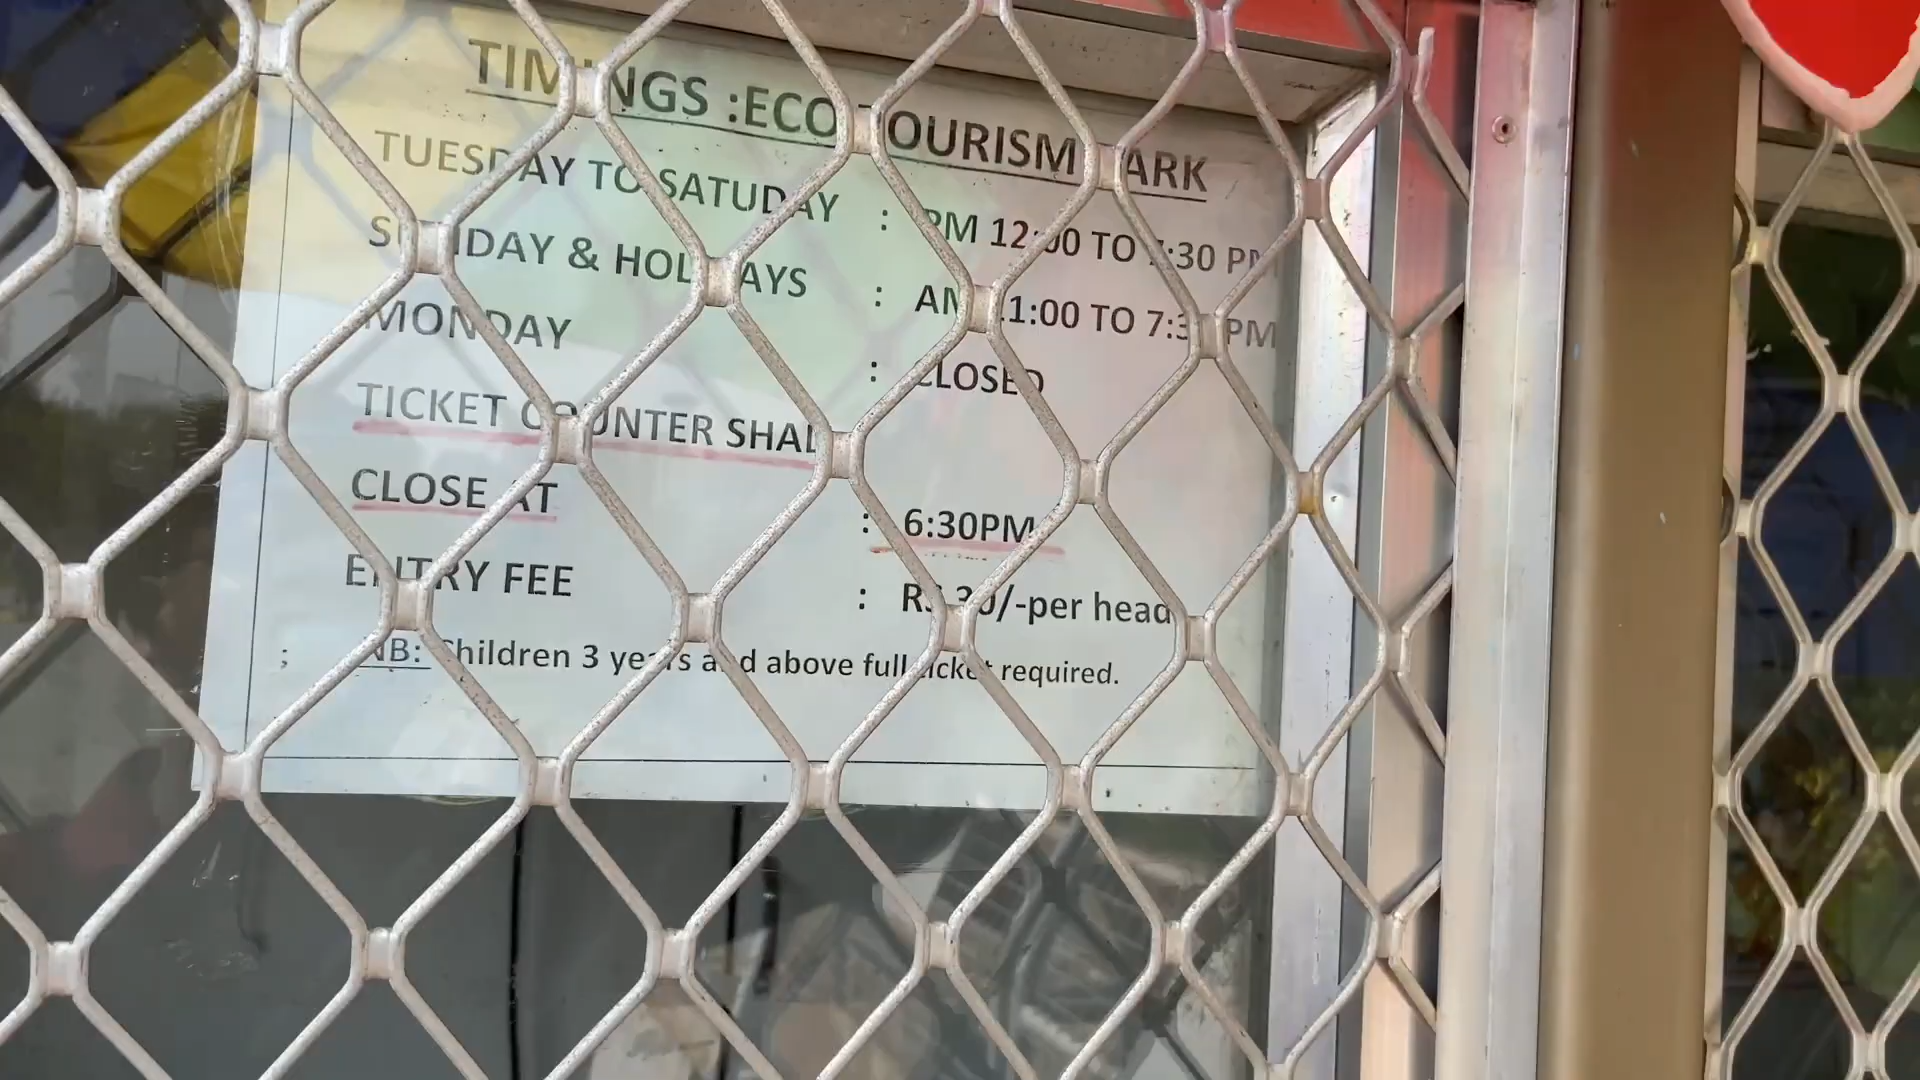 TIMINGS :ECO TOURISM PARK
TUESDAY TO SATUDAY : PM 12:00 TO 7:30 PM
SUNDAY & HOLIDAYS : AM 11:00 TO 7:30 PM
MONDAY : CLOSED
TICKET COUNTER SHALL
CLOSE AT : 6:30PM
ENTRY FEE : RS 30/-per head
; NB: Children 3 years and above full ticket required.